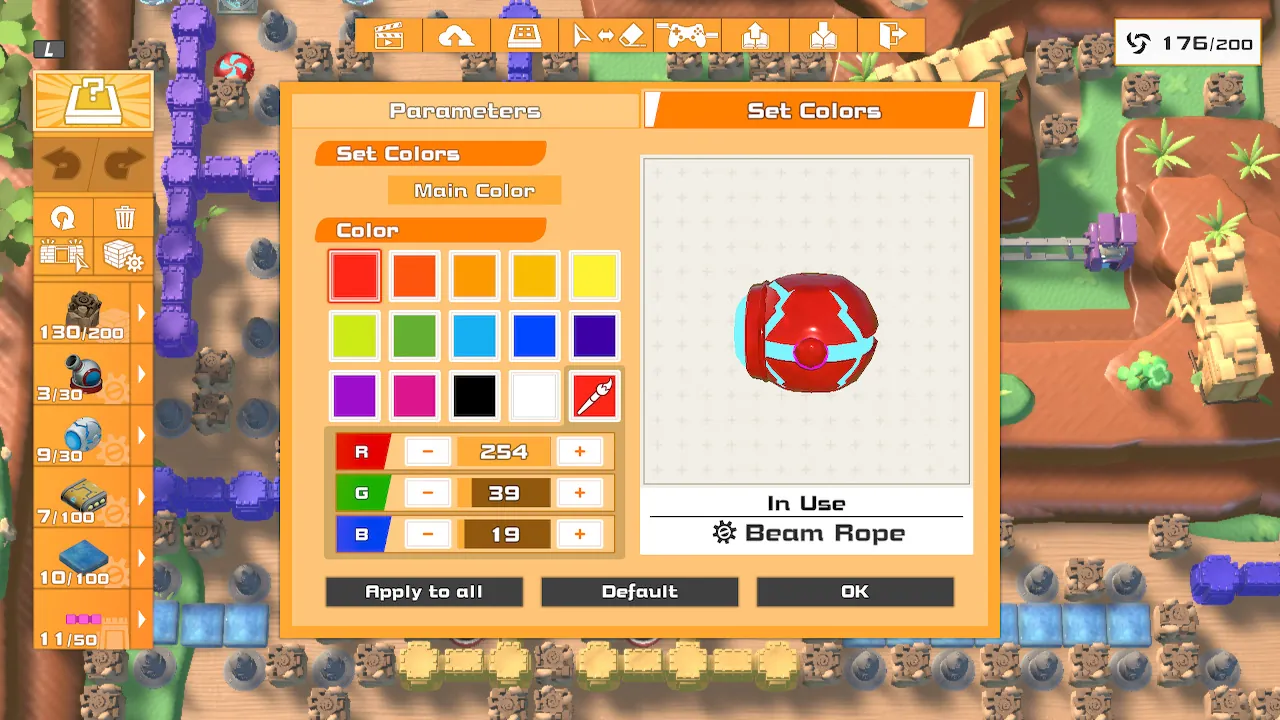 L
176/200
Parameters
Set Colors
Set Colors
Main Color
Color
R - 254 +
G - 39 +
B - 19 +
In Use
Beam Rope
Apply to all
Default
OK
?
130/200
3/30
9/30
7/100
10/100
11/50